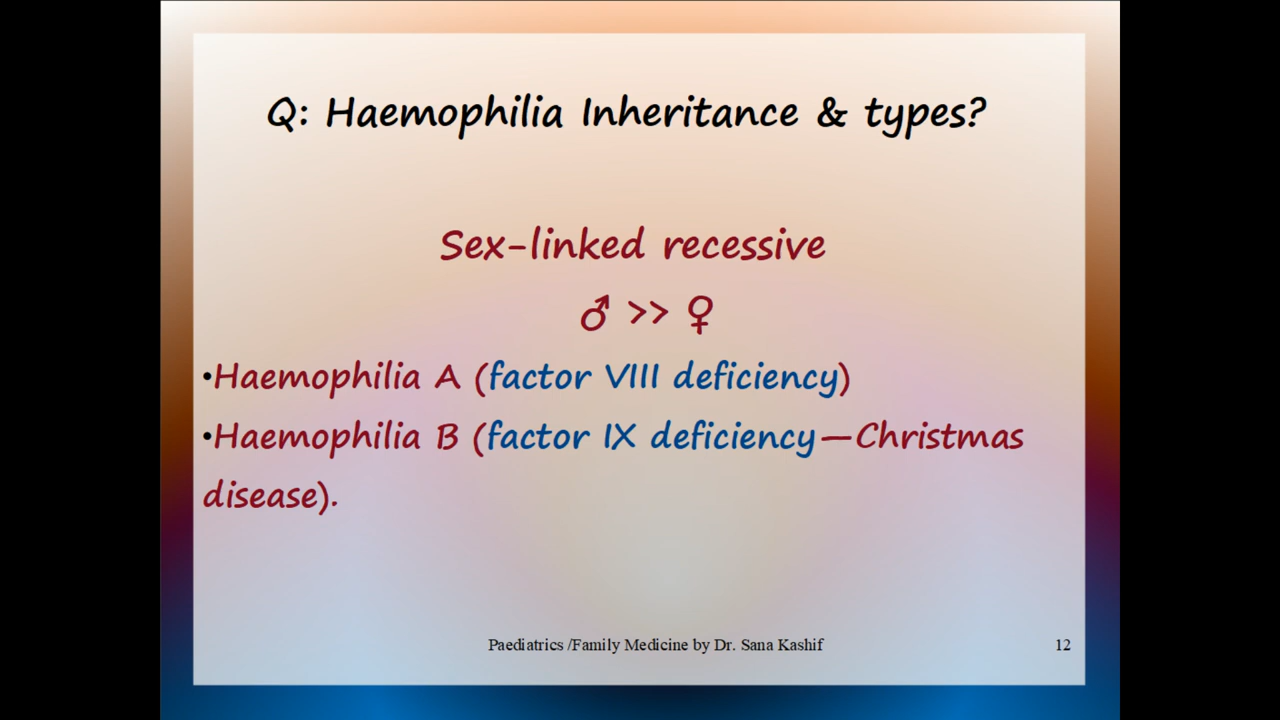 Q: Haemophilia Inheritance & types?
Sex-linked recessive
♂ >> ♀
•Haemophilia A (factor VIII deficiency)
•Haemophilia B (factor IX deficiency—Christmas
disease).
Paediatrics /Family Medicine by Dr. Sana Kashif
12